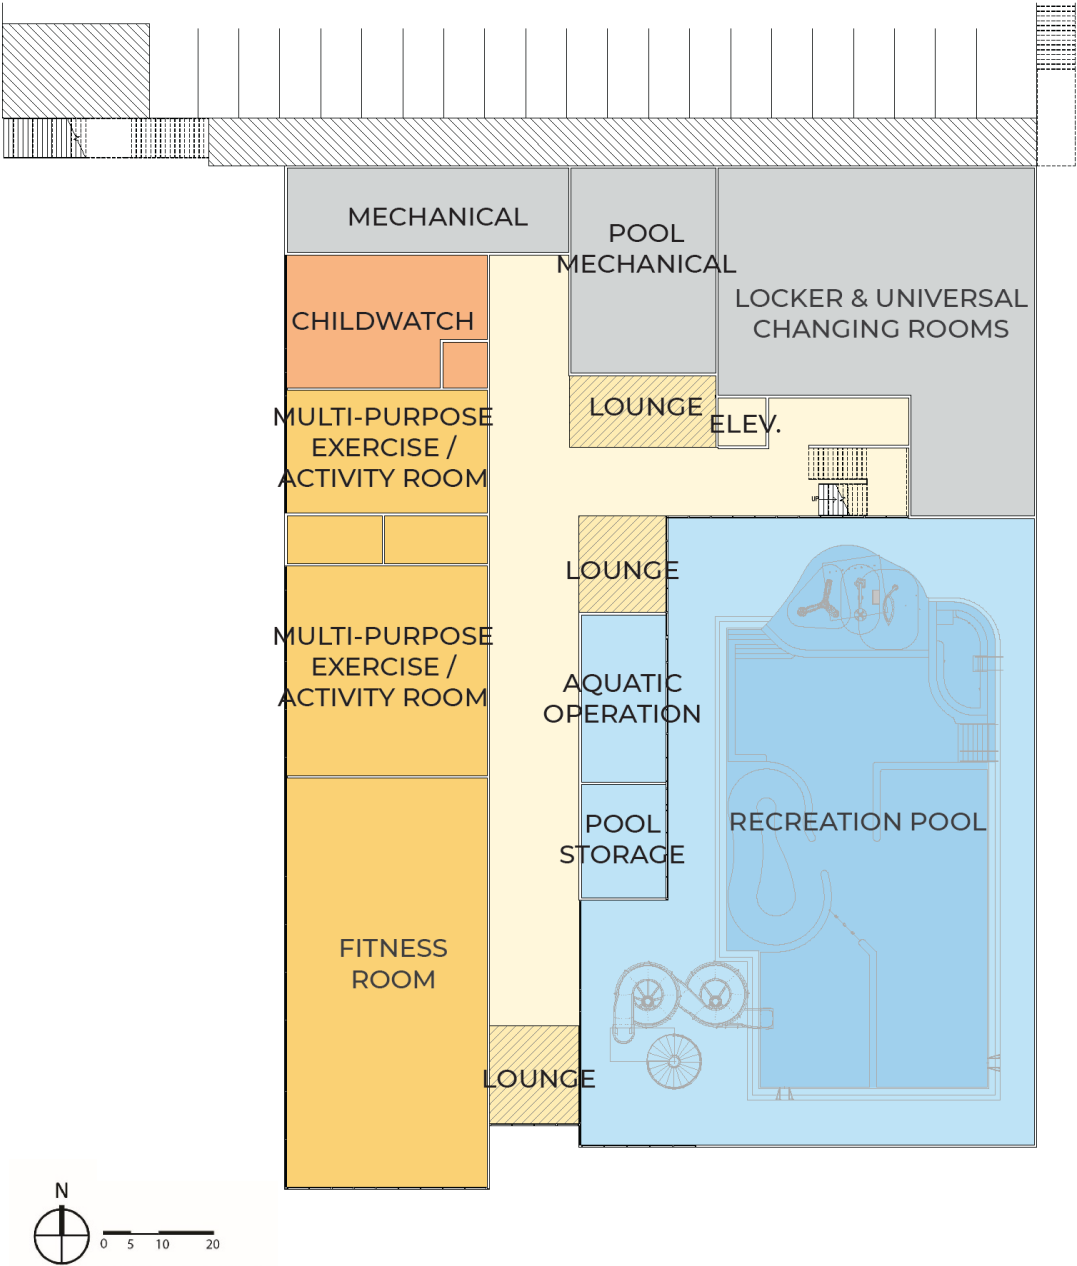 MECHANICAL
POOL
MECHANICAL
LOCKER & UNIVERSAL
CHANGING ROOMS
CHILDWATCH
LOUNGE
ELEV.
MULTI-PURPOSE
EXERCISE /
ACTIVITY ROOM
UP
LOUNGE
MULTI-PURPOSE
EXERCISE /
ACTIVITY ROOM
AQUATIC
OPERATION
POOL
STORAGE
RECREATION POOL
FITNESS
ROOM
LOUNGE
N
0 5 10 20